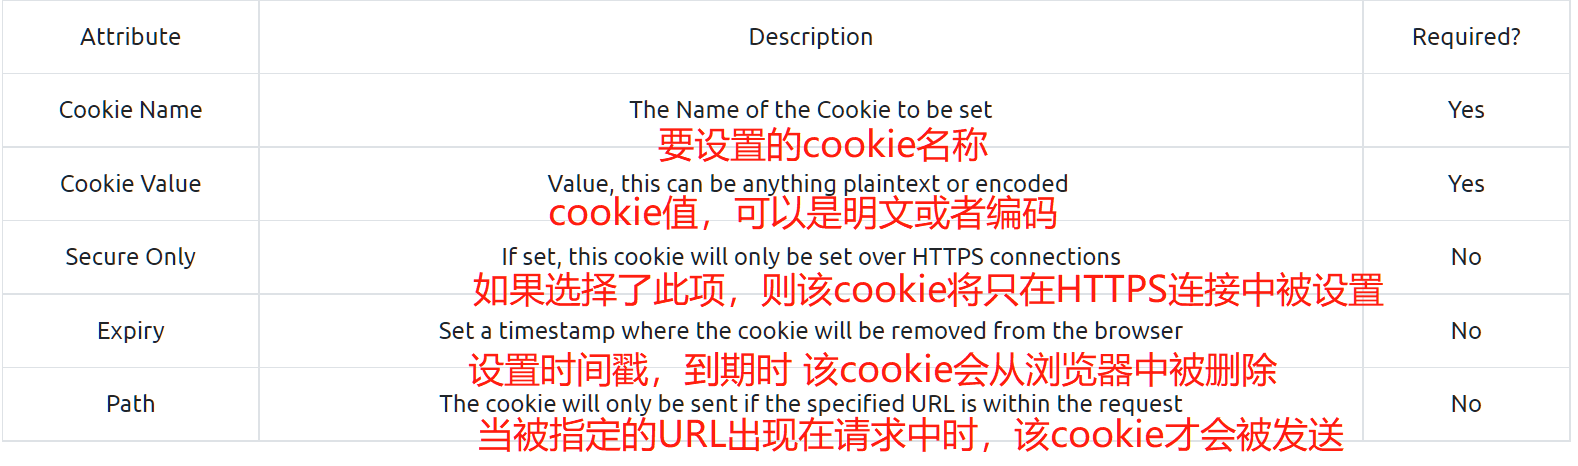 Attribute Description Required?
Cookie Name The Name of the Cookie to be set Yes
要设置的cookie名称
Cookie Value Value, this can be anything plaintext or encoded Yes
cookie值，可以是明文或者编码
Secure Only If set, this cookie will only be set over HTTPS connections No
如果选择了此项，则该cookie将只在HTTPS连接中被设置
Expiry Set a timestamp where the cookie will be removed from the browser No
设置时间戳，到期时 该cookie会从浏览器中被删除
Path The cookie will only be sent if the specified URL is within the request No
当被指定的URL出现在请求中时，该cookie才会被发送